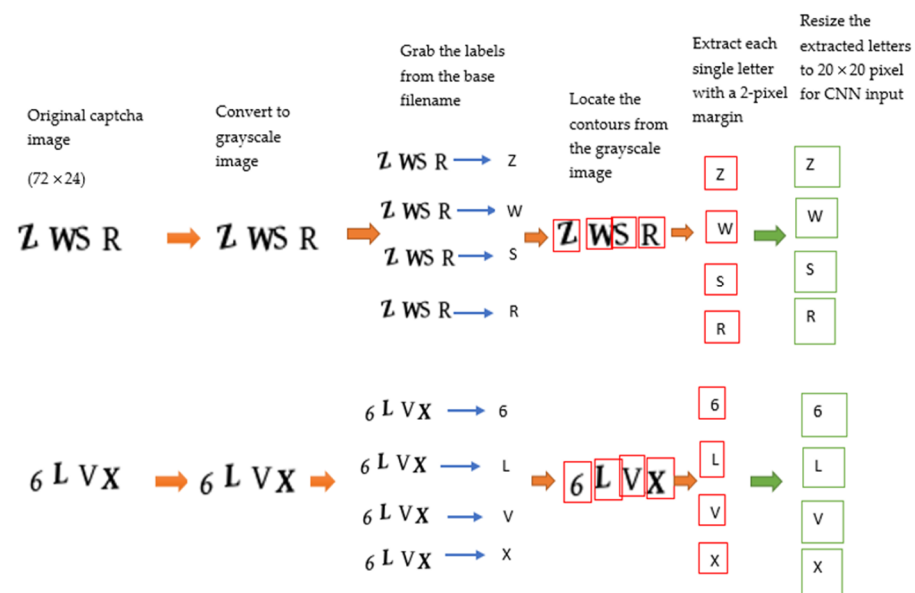 Original captcha
image
(72 × 24)
Convert to
grayscale
image
Grab the labels
from the base
filename
Locate the
contours from
the grayscale
image
Extract each
single letter
with a 2-pixel
margin
Resize the
extracted letters
to 20 × 20 pixel
for CNN input
Z WS R
Z WS R
Z WS R Z
Z WS R W
Z WS R S
Z WS R R
Z WS R
Z
W
S
R
Z
W
S
R
6 L V X
6 L V X
6 L V X 6
6 L V X L
6 L V X V
6 L V X X
6 L V X
6
L
V
X
6
L
V
X